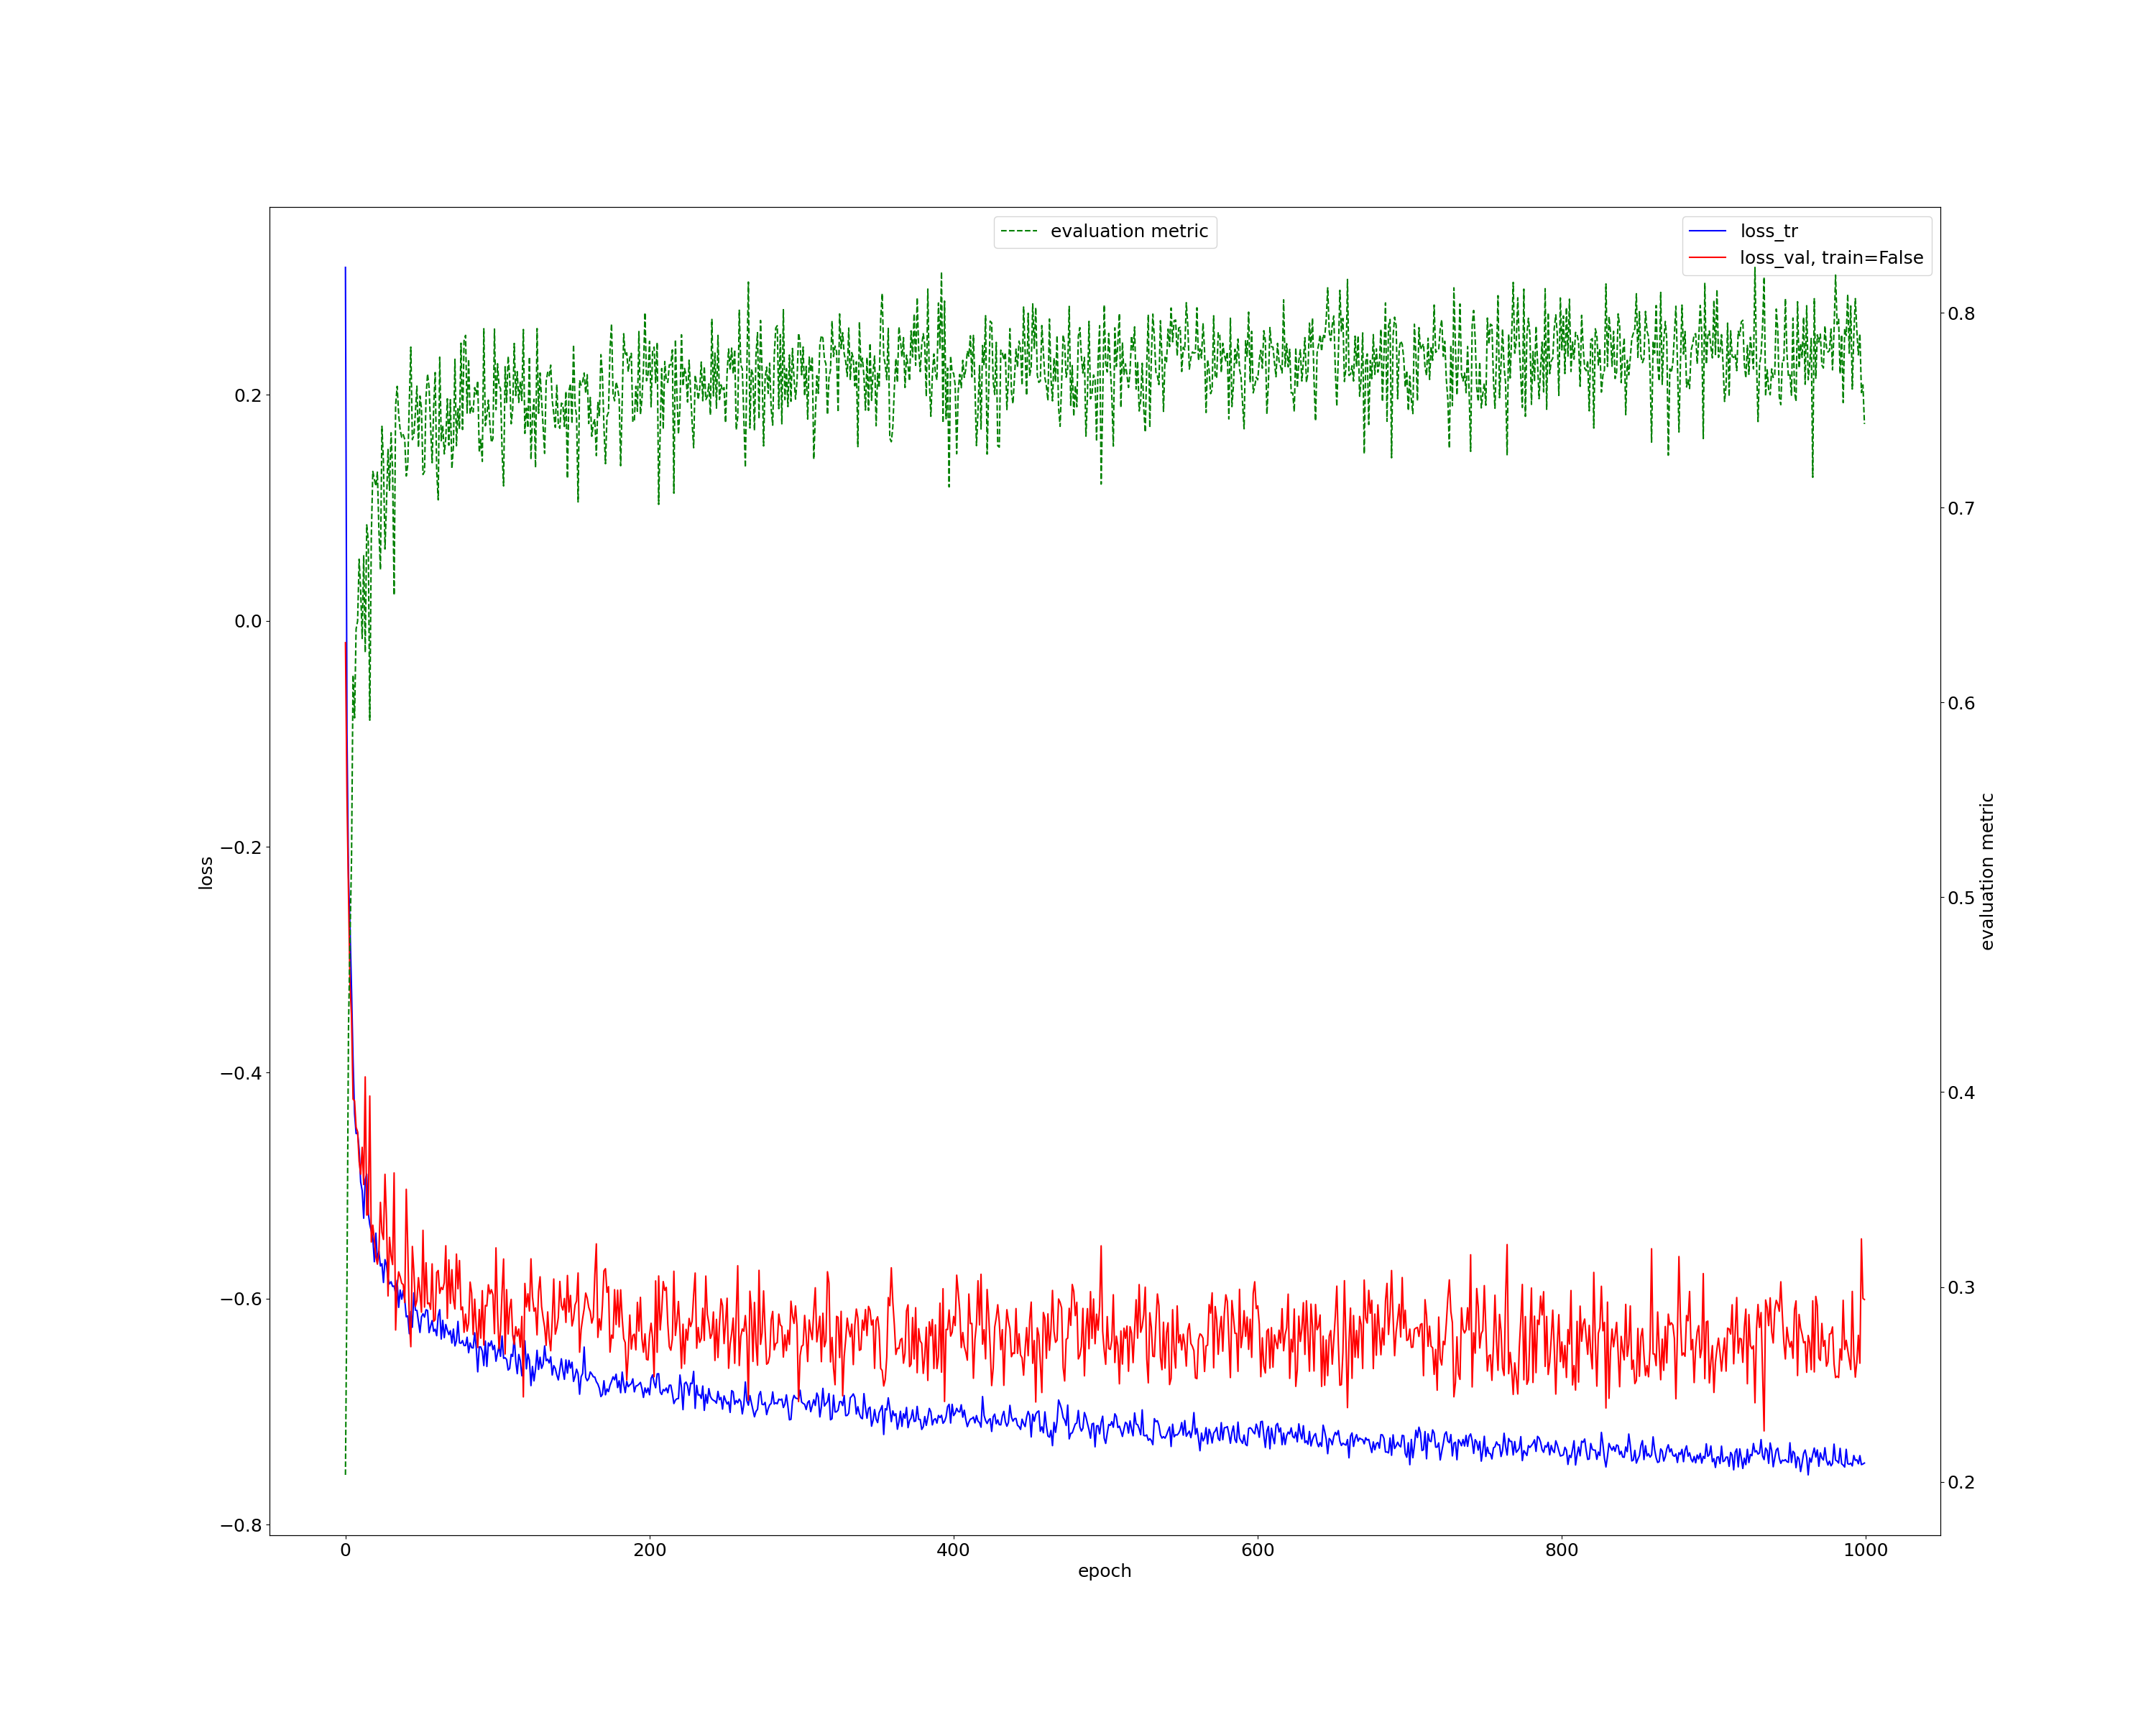 evaluation metric
loss_tr
loss_val, train=False
0.2
0.0
−0.2
−0.4
−0.6
−0.8
loss
0.8
0.7
0.6
0.5
0.4
0.3
0.2
evaluation metric
0 200 400 600 800 1000
epoch